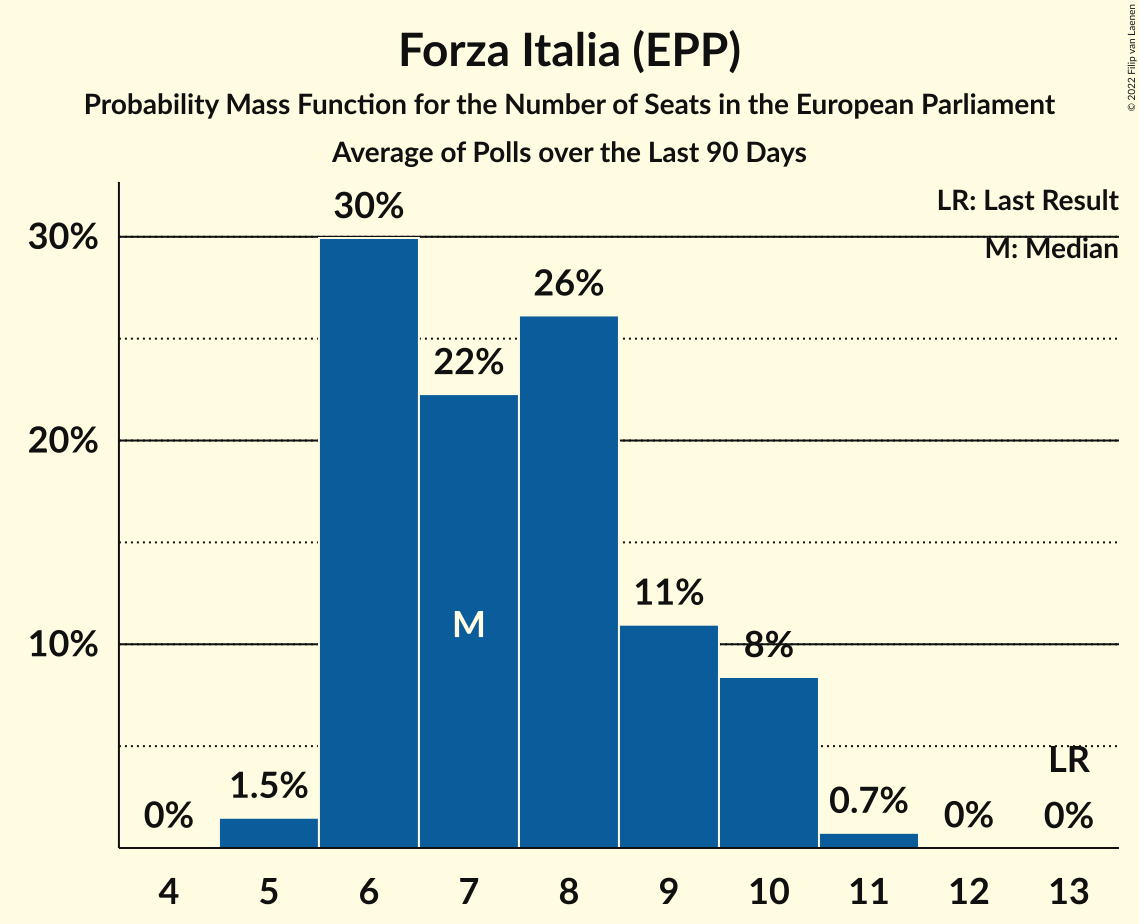 © 2022 Filip van Laenen
Forza Italia (EPP)
Probability Mass Function for the Number of Seats in the European Parliament
Average of Polls over the Last 90 Days
LR: Last Result
M: Median
30%
20%
10%
0%
1.5%
30%
22%
26%
11%
8%
0.7%
0%
0%
M
LR
4 5 6 7 8 9 10 11 12 13